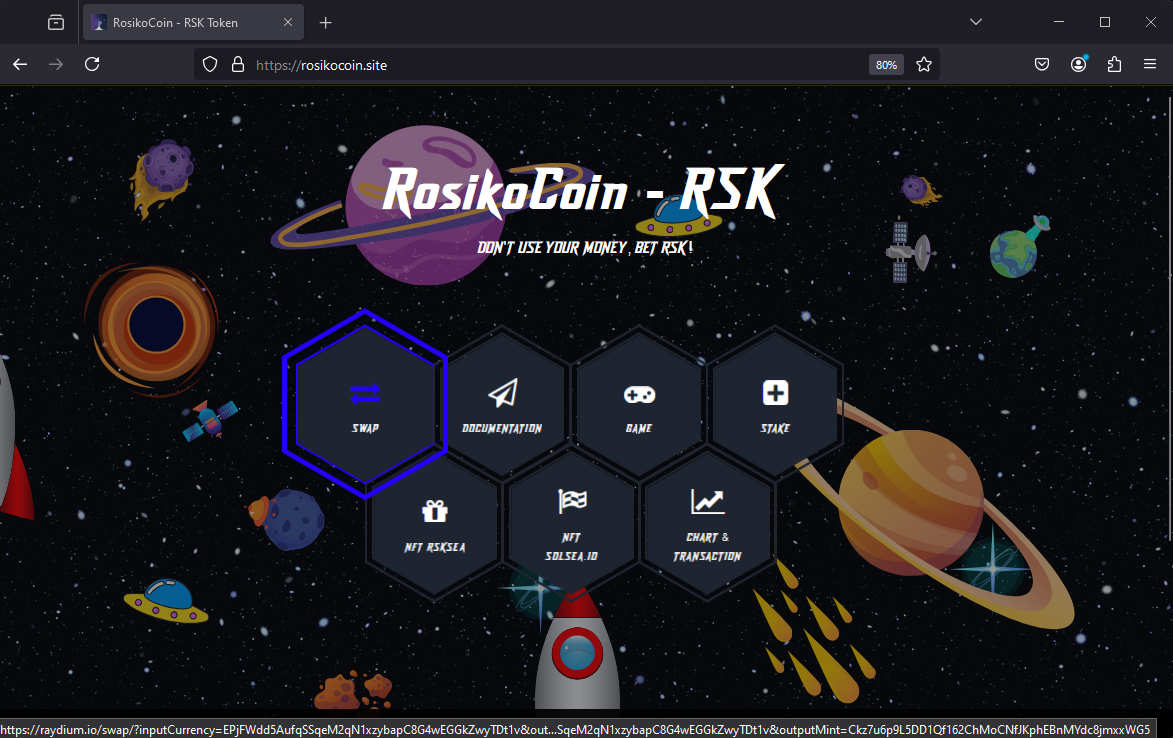 RosikoCoin - RSK Token
https://rosikocoin.site
80%
RosikoCoin - RSK
DON'T USE YOUR MONEY, BET RSK!
SWAP
DOCUMENTATION
GAME
STAKE
NFT RSKSEA
NFT
SOLSEA.IO
CHART &
TRANSACTION
https://raydium.io/swap/?inputCurrency=EPjFWdd5AufqSSqeM2qN1xzybapC8G4wEGGkZwyTDt1v&out…SqeM2qN1xzybapC8G4wEGGkZwyTDt1v&outputMint=Ckz7u6p9L5DD1Qf162ChMoCNfJKphEBnMYdc8jmxxWG5